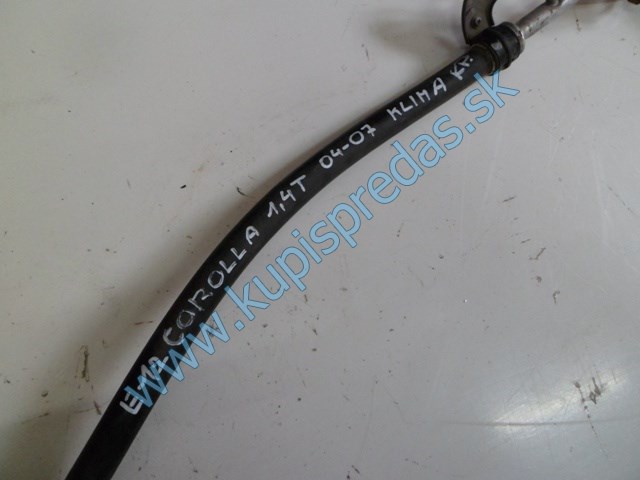 COROLLA 1,4T 04-07 KLIMA
www.kupispredas.sk